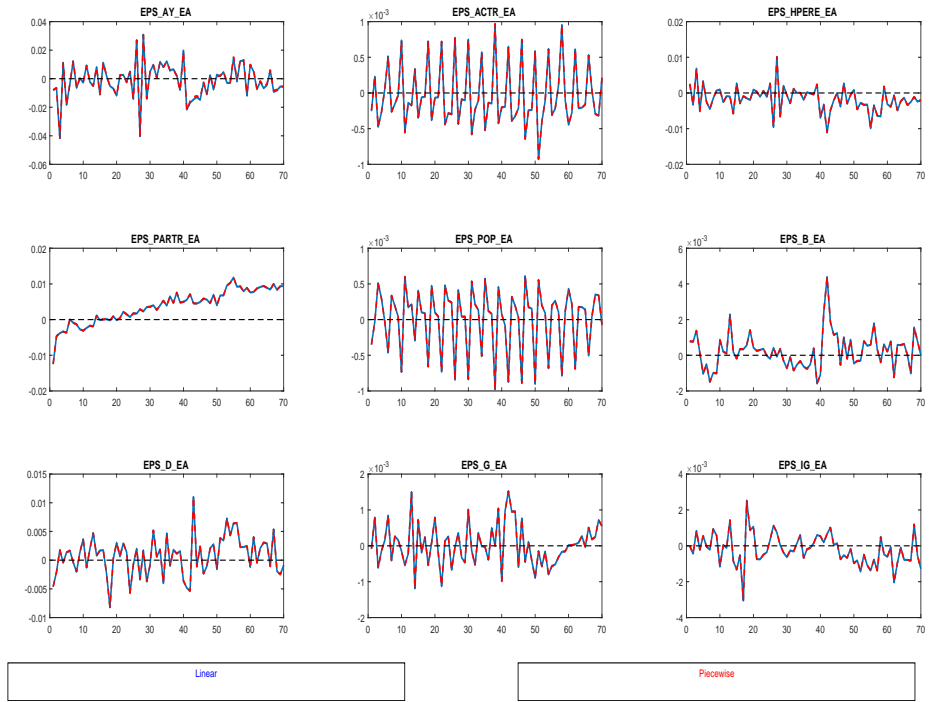 EPS_AY_EA
0.04
0.02
0
-0.02
-0.04
-0.06
0 10 20 30 40 50 60 70
EPS_ACTR_EA
×10⁻³
1
0.5
0
-0.5
-1
0 10 20 30 40 50 60 70
EPS_HPERE_EA
0.02
0.01
0
-0.01
-0.02
0 10 20 30 40 50 60 70
EPS_PARTR_EA
0.02
0.01
0
-0.01
-0.02
0 10 20 30 40 50 60 70
EPS_POP_EA
×10⁻³
1
0.5
0
-0.5
-1
0 10 20 30 40 50 60 70
EPS_B_EA
×10⁻³
6
4
2
0
-2
0 10 20 30 40 50 60 70
EPS_D_EA
0.015
0.01
0.005
0
-0.005
-0.01
0 10 20 30 40 50 60 70
EPS_G_EA
×10⁻³
2
1
0
-1
-2
0 10 20 30 40 50 60 70
EPS_IG_EA
×10⁻³
4
2
0
-2
-4
0 10 20 30 40 50 60 70
Linear
Piecewise